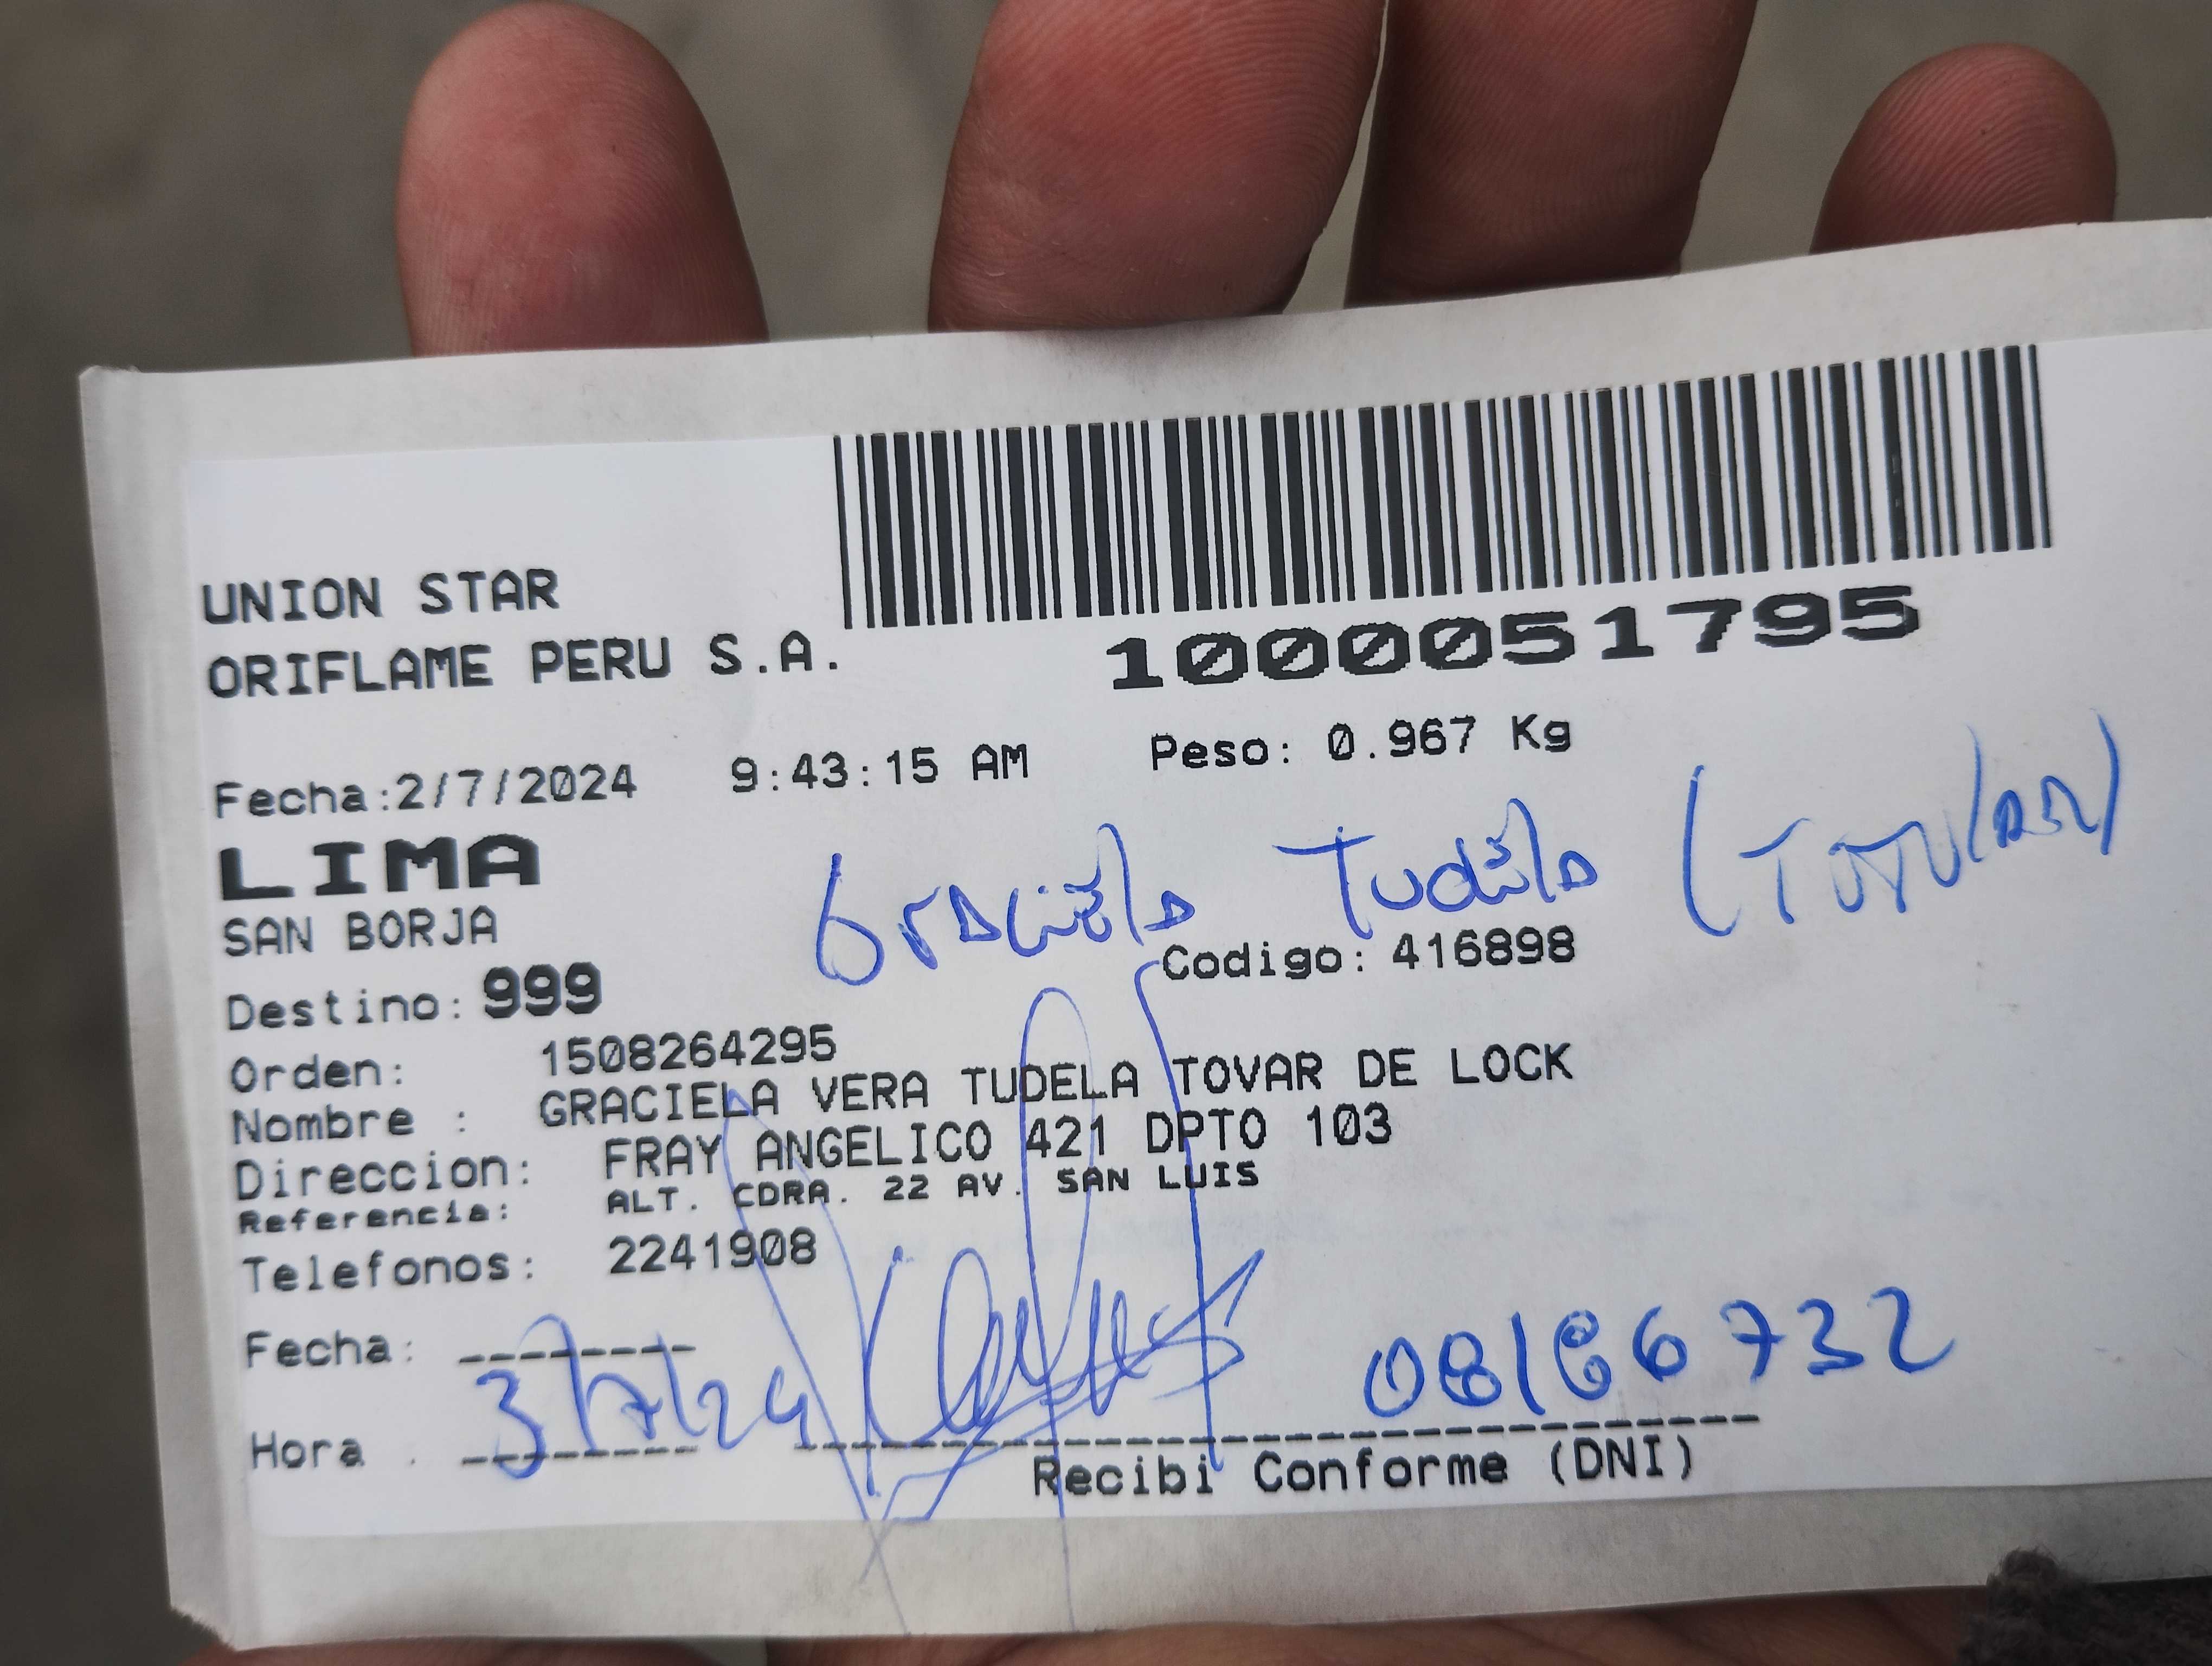 UNION STAR
ORIFLAME PERU S.A.
1000051795
Fecha:2/7/2024 9:43:15 AM Peso: 0.967 Kg
LIMA
Graciela Tudela (Titular)
SAN BORJA
Codigo: 416898
Destino: 999
Orden: 1508264295
Nombre : GRACIELA VERA TUDELA TOVAR DE LOCK
Direccion: FRAY ANGELICO 421 DPTO 103
Referencia: ALT. CDRA. 22 AV. SAN LUIS
Telefonos: 2241908
Fecha: 3/7/24
08166732
Hora .
Recibi Conforme (DNI)